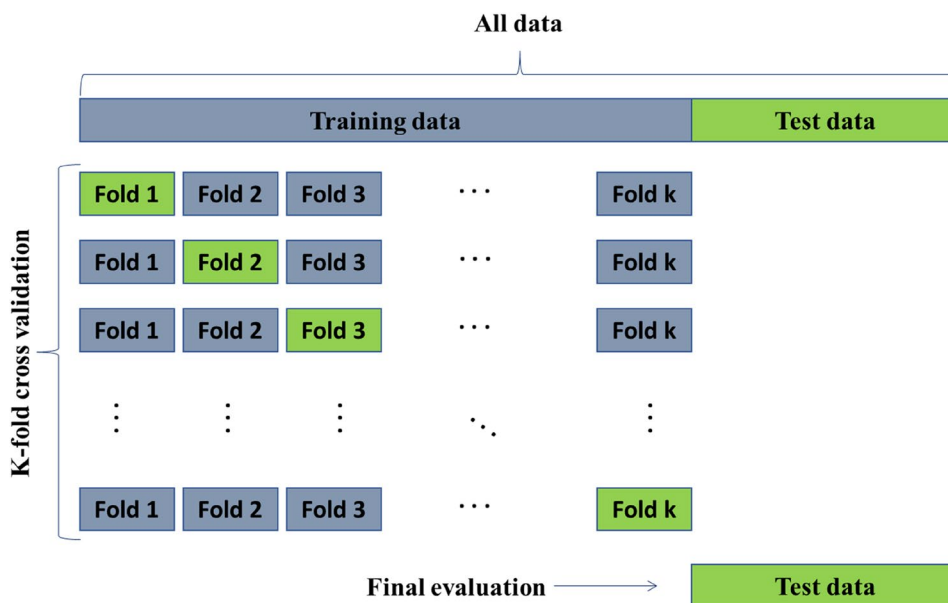 All data
Training data Test data
Fold 1 Fold 2 Fold 3 ... Fold k
Fold 1 Fold 2 Fold 3 ... Fold k
Fold 1 Fold 2 Fold 3 ... Fold k
K-fold cross validation
Fold 1 Fold 2 Fold 3 ... Fold k
Final evaluation Test data